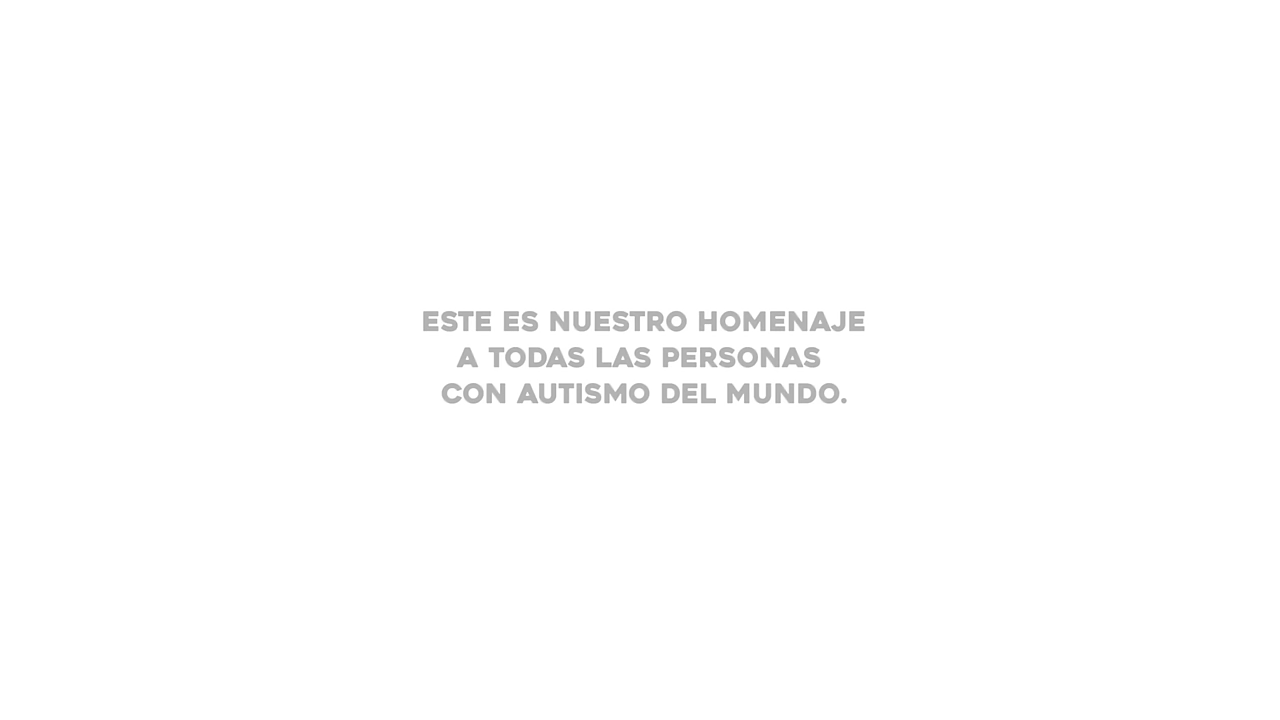 ESTE ES NUESTRO HOMENAJE
A TODAS LAS PERSONAS
CON AUTISMO DEL MUNDO.